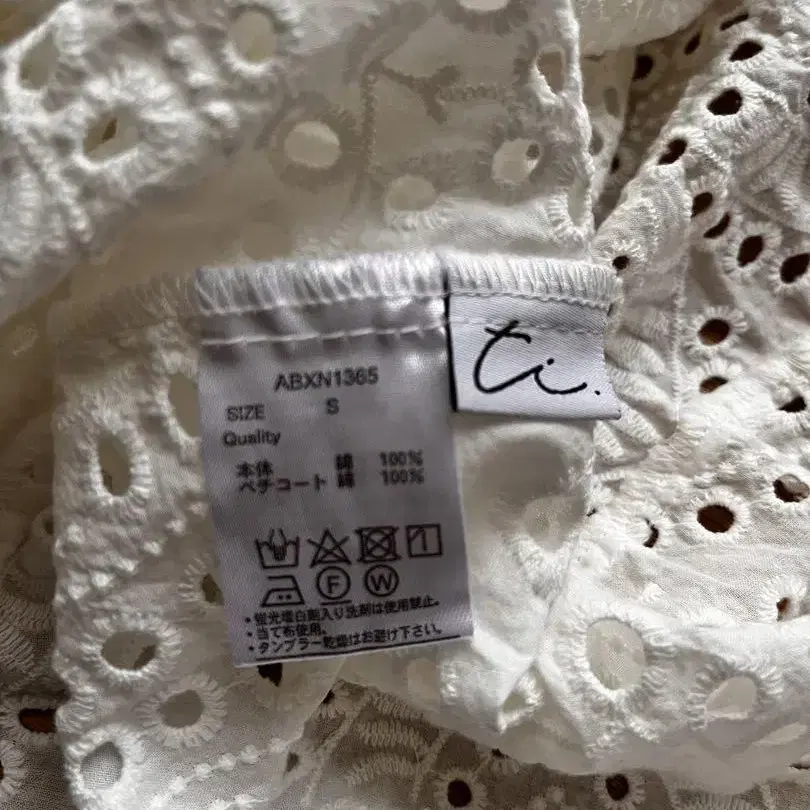 ABXN1365
SIZE S
Quality
本体 綿 100%
ペチコート 綿 100%
F W
・蛍光増白剤入り洗剤は使用禁止。
・当て布使用。
・タンブラー乾燥はお避け下さい。
ti.